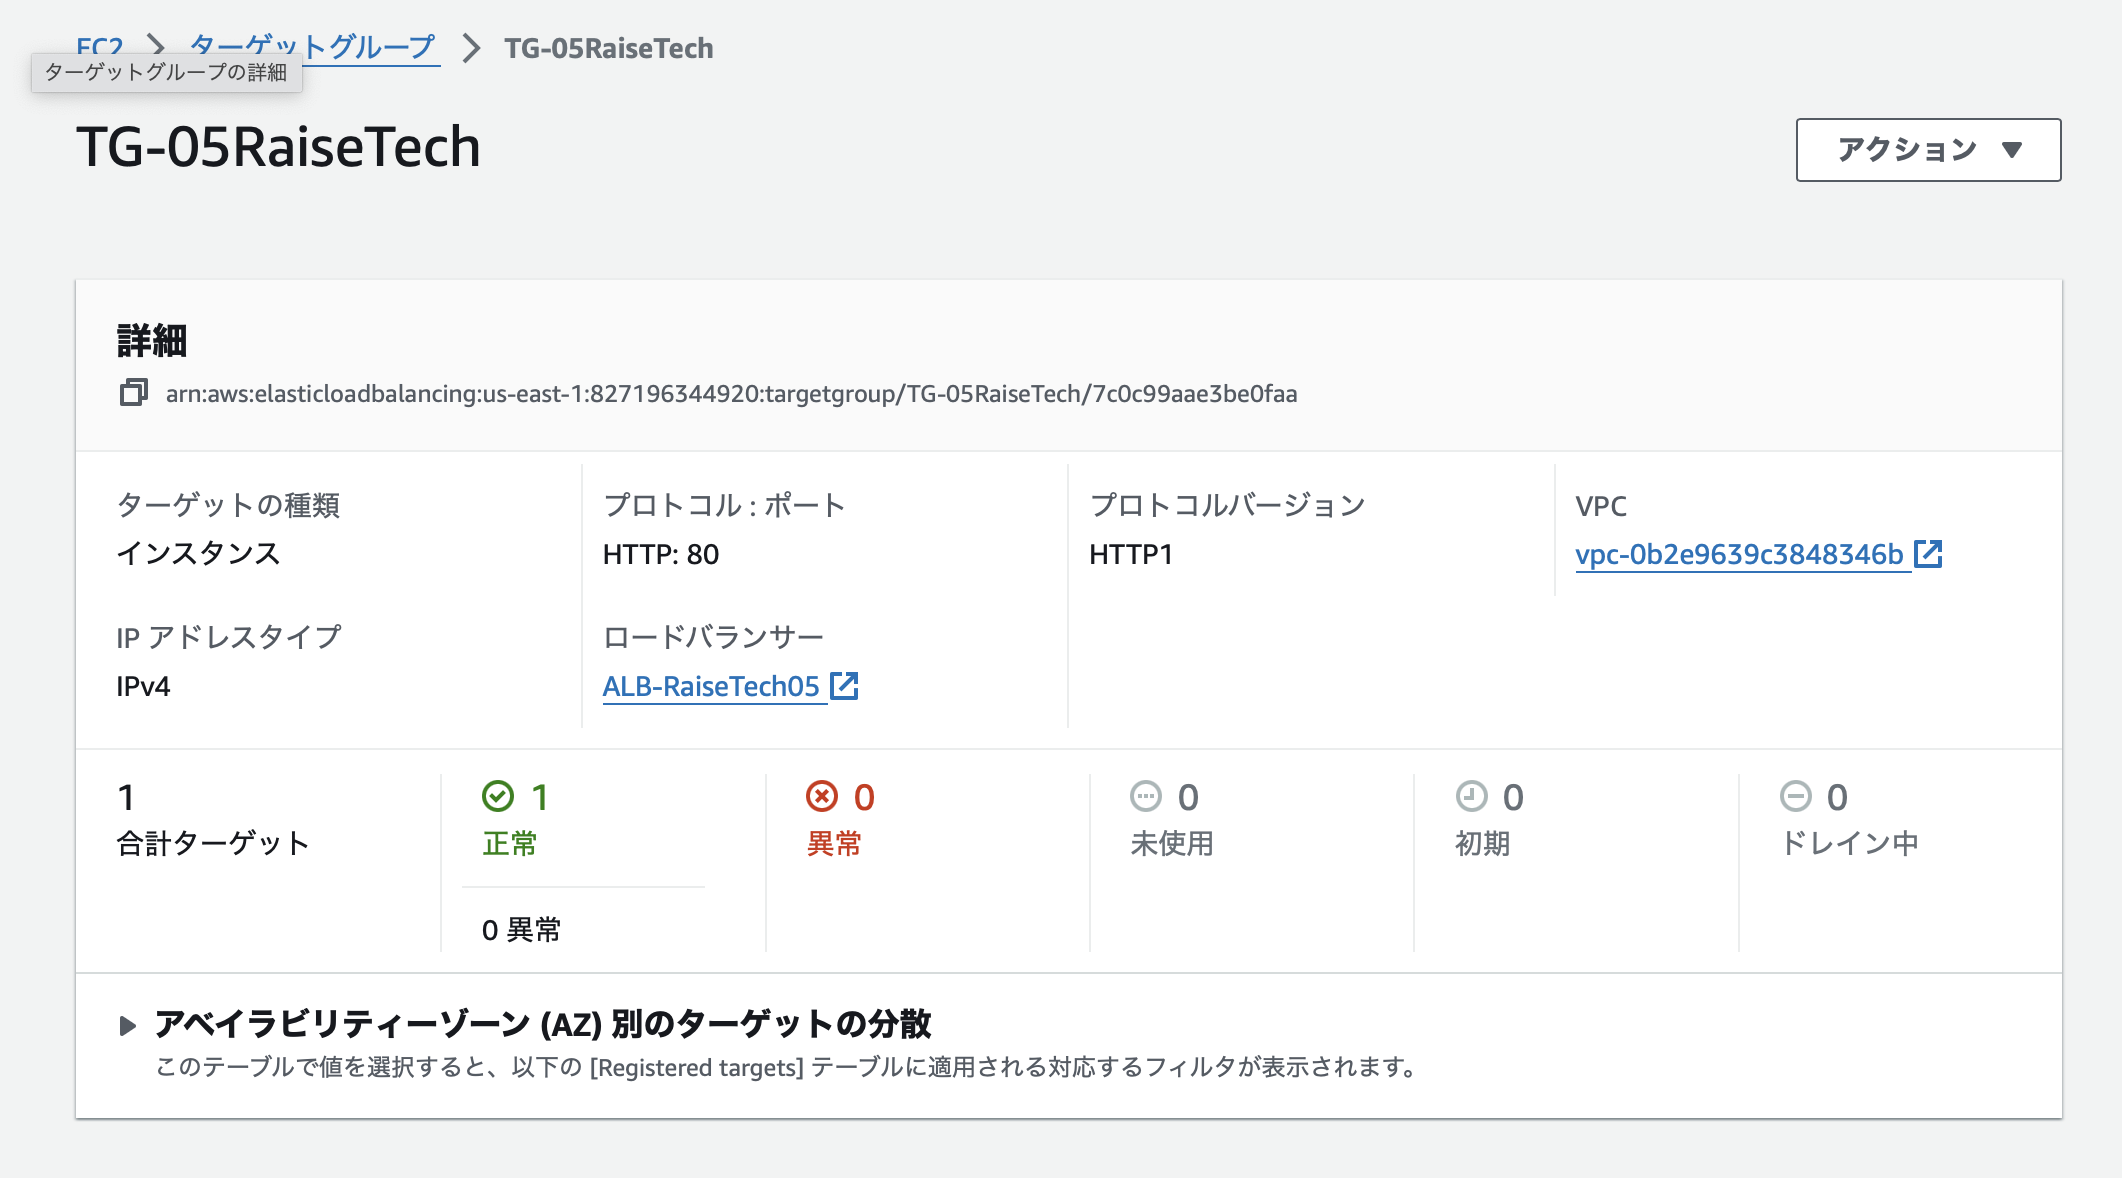 EC2 > ターゲットグループ > TG-05RaiseTech
ターゲットグループの詳細
TG-05RaiseTech
アクション ▼
詳細
arn:aws:elasticloadbalancing:us-east-1:827196344920:targetgroup/TG-05RaiseTech/7c0c99aae3be0faa
ターゲットの種類
インスタンス
プロトコル : ポート
HTTP: 80
プロトコルバージョン
HTTP1
VPC
vpc-0b2e9639c3848346b
IP アドレスタイプ
IPv4
ロードバランサー
ALB-RaiseTech05
1
合計ターゲット
1
正常
0 異常
0
異常
0
未使用
0
初期
0
ドレイン中
アベイラビリティーゾーン (AZ) 別のターゲットの分散
このテーブルで値を選択すると、以下の [Registered targets] テーブルに適用される対応するフィルタが表示されます。